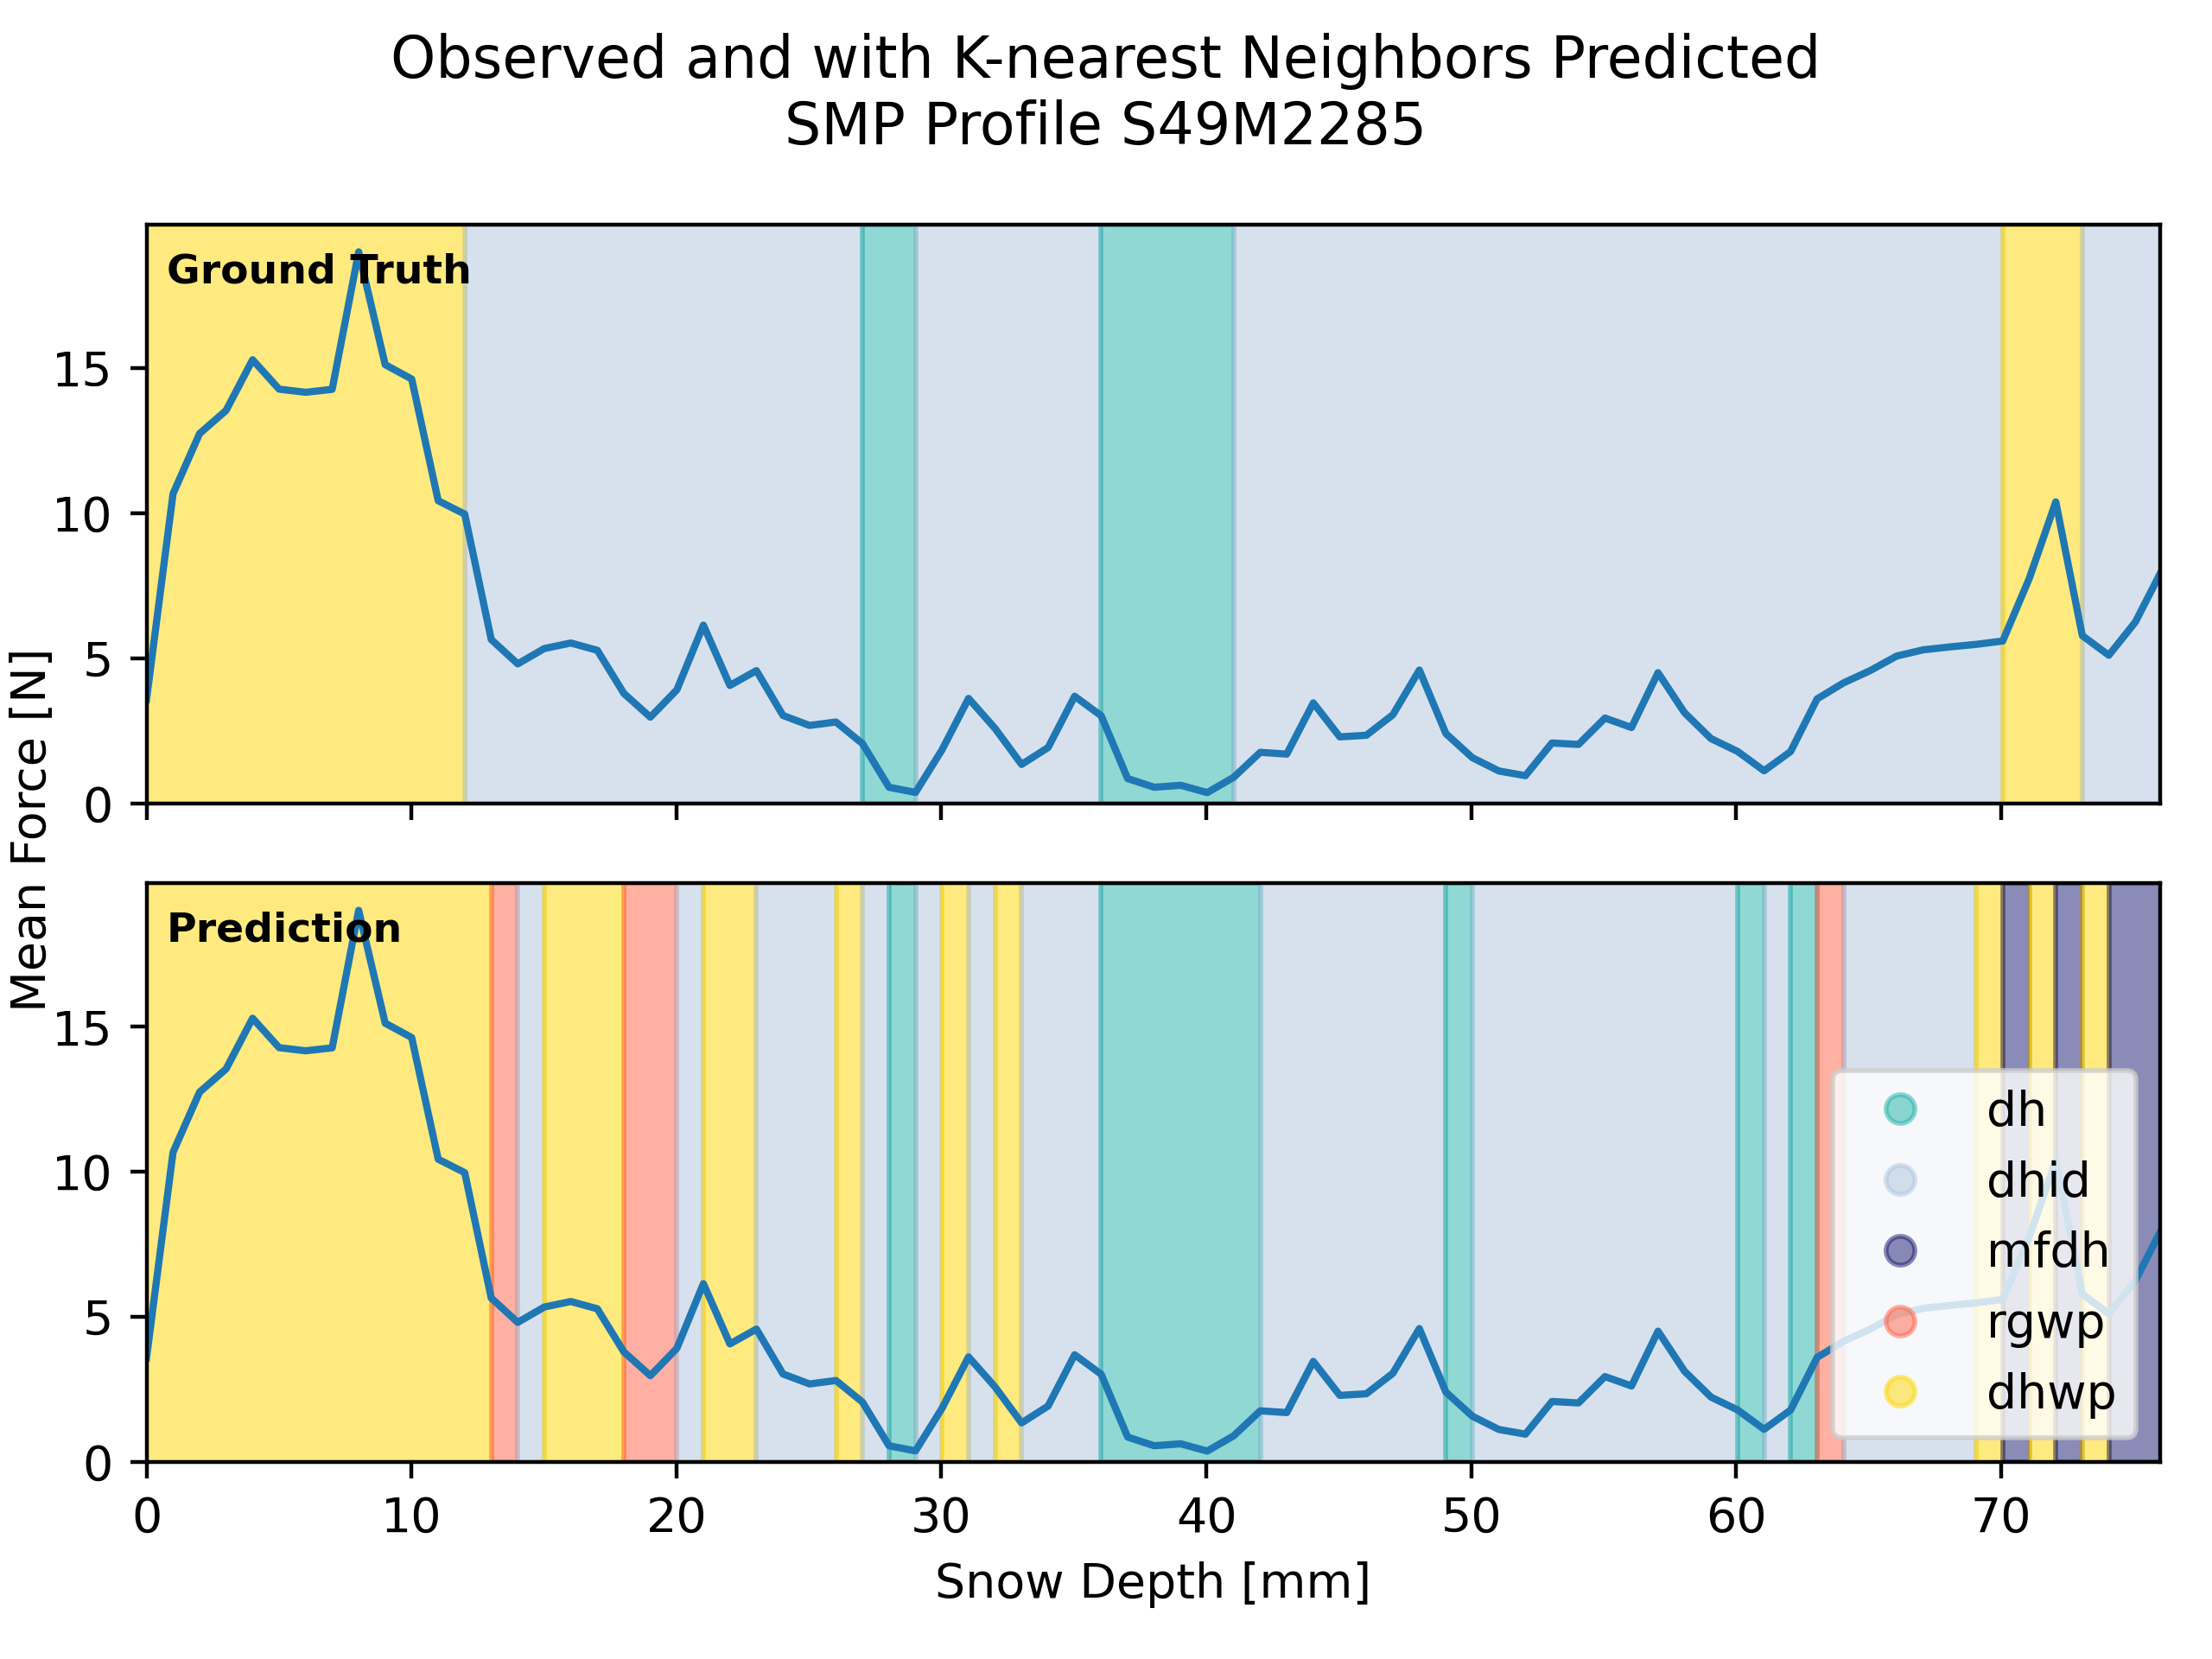 Observed and with K-nearest Neighbors Predicted
SMP Profile S49M2285
Ground Truth
15
10
5
0
Mean Force [N]
Prediction
15
10
5
0
dh
dhid
mfdh
rgwp
dhwp
0 10 20 30 40 50 60 70
Snow Depth [mm]